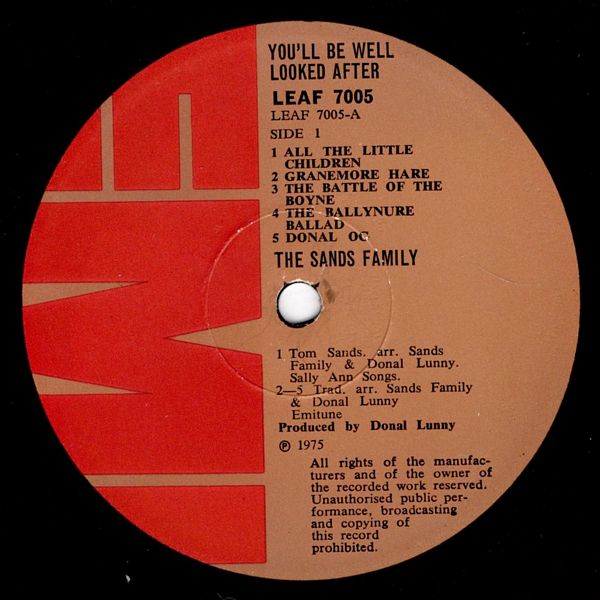 YOU'LL BE WELL
LOOKED AFTER
LEAF 7005
LEAF 7005-A
SIDE 1
1 ALL THE LITTLE
CHILDREN
2 GRANEMORE HARE
3 THE BATTLE OF THE
BOYNE
4 THE BALLYNURE
BALLAD
5 DONAL OG
THE SANDS FAMILY
1 Tom Sands. arr. Sands
Family & Donal Lunny.
Sally Ann Songs.
2—5 Trad. arr. Sands Family
& Donal Lunny
Emitune
Produced by Donal Lunny
℗ 1975
All rights of the manufac-
turers and of the owner of
the recorded work reserved.
Unauthorised public per-
formance, broadcasting
and copying of
this record
prohibited.
EMI